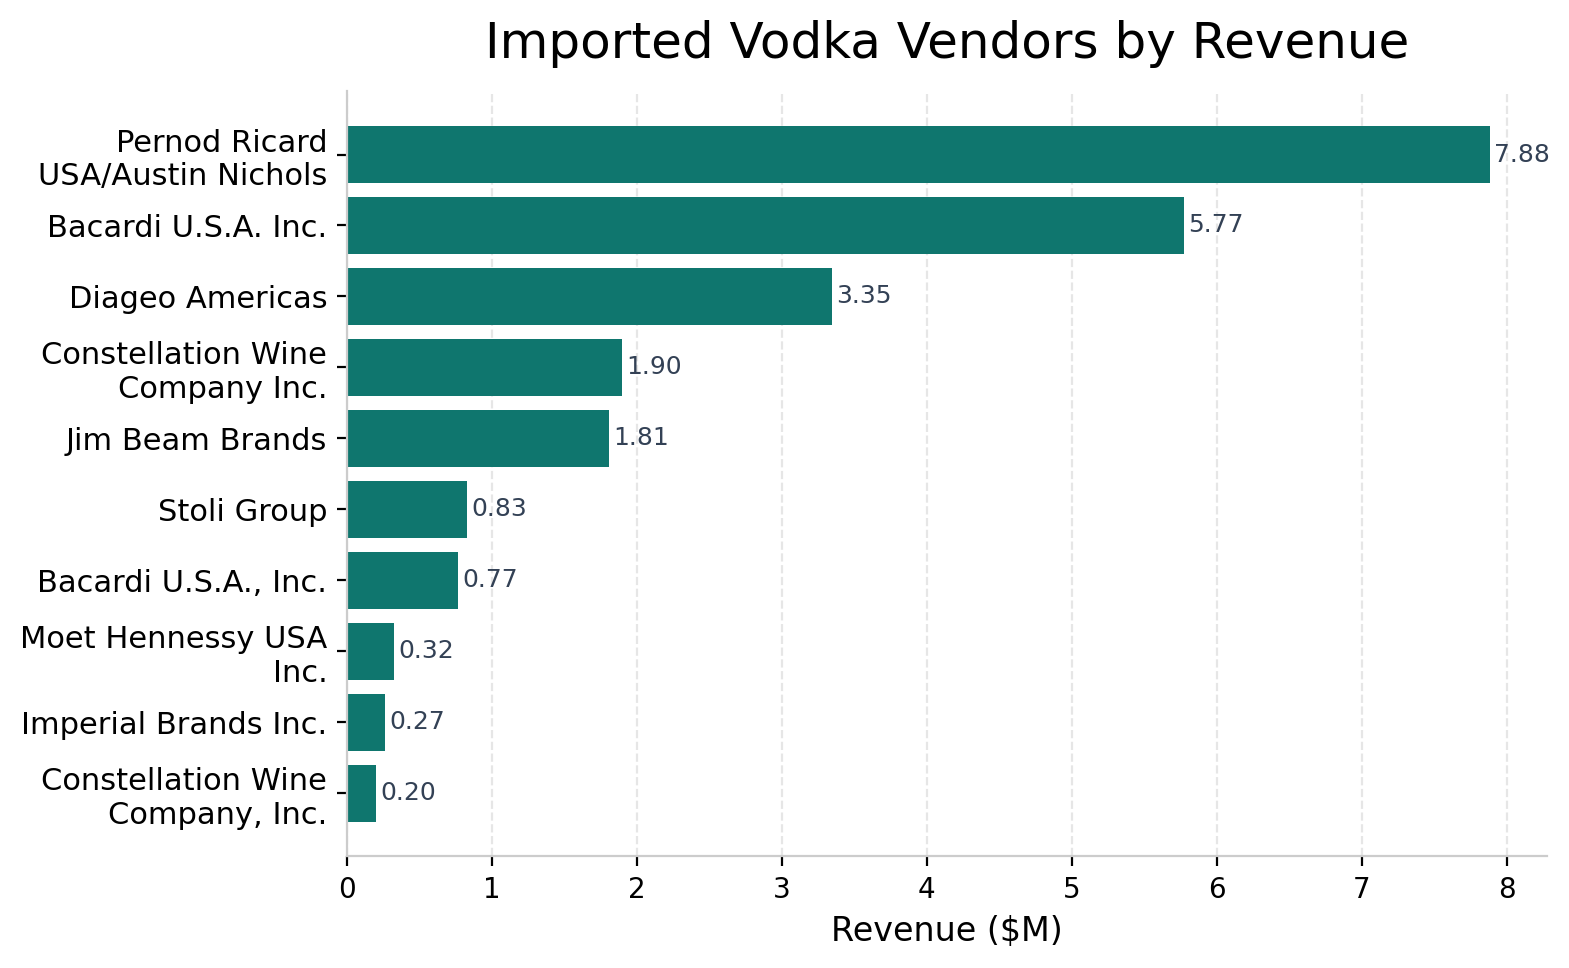 Imported Vodka Vendors by Revenue
Pernod Ricard
USA/Austin Nichols
7.88
Bacardi U.S.A. Inc.
5.77
Diageo Americas
3.35
Constellation Wine
Company Inc.
1.90
Jim Beam Brands
1.81
Stoli Group
0.83
Bacardi U.S.A., Inc.
0.77
Moet Hennessy USA
Inc.
0.32
Imperial Brands Inc.
0.27
Constellation Wine
Company, Inc.
0.20
0 1 2 3 4 5 6 7 8
Revenue ($M)